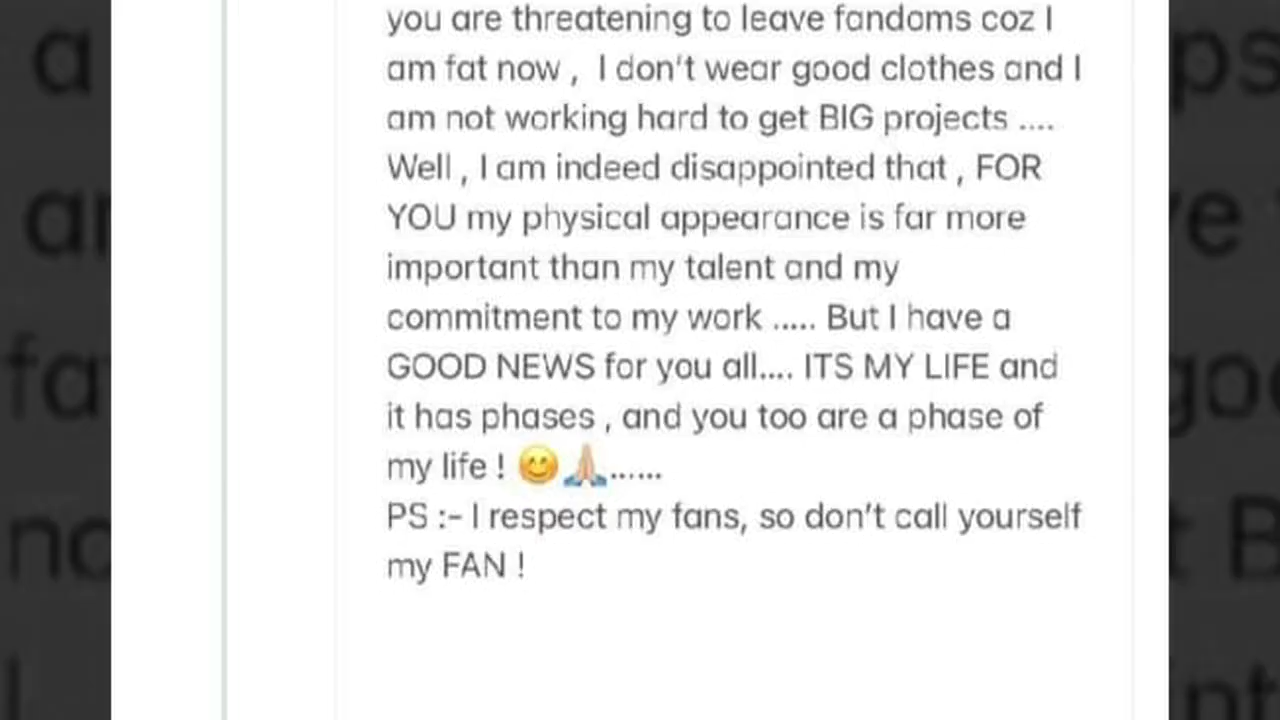 you are threatening to leave fandoms coz I
am fat now , I don't wear good clothes and I
am not working hard to get BIG projects ....
Well , I am indeed disappointed that , FOR
YOU my physical appearance is far more
important than my talent and my
commitment to my work ..... But I have a
GOOD NEWS for you all.... ITS MY LIFE and
it has phases , and you too are a phase of
my life ! 😊🙏🏼......
PS :- I respect my fans, so don't call yourself
my FAN !